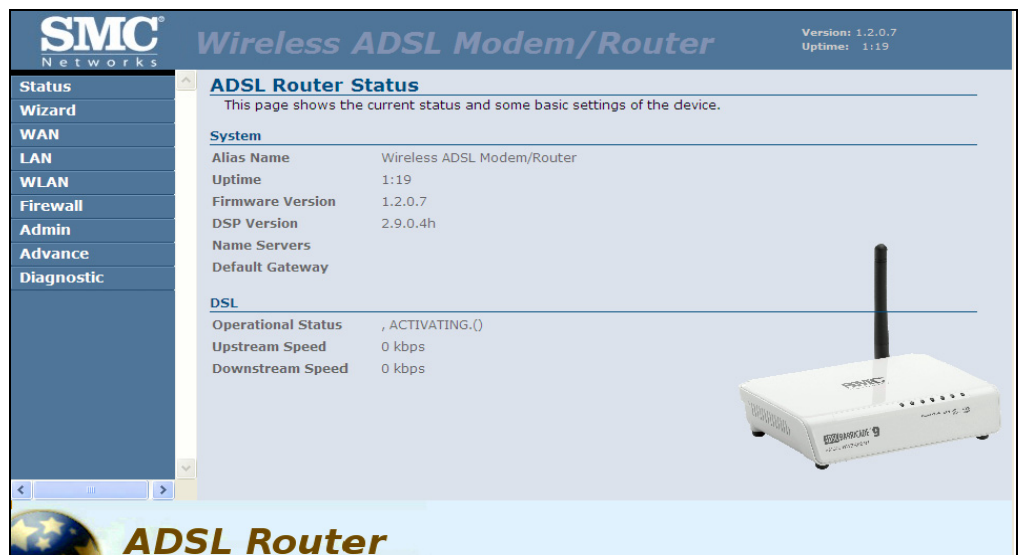 SMC®
Networks
Wireless ADSL Modem/Router
Version: 1.2.0.7
Uptime: 1:19
Status
Wizard
WAN
LAN
WLAN
Firewall
Admin
Advance
Diagnostic
ADSL Router Status
This page shows the current status and some basic settings of the device.
System
Alias Name Wireless ADSL Modem/Router
Uptime 1:19
Firmware Version 1.2.0.7
DSP Version 2.9.0.4h
Name Servers
Default Gateway
DSL
Operational Status , ACTIVATING.()
Upstream Speed 0 kbps
Downstream Speed 0 kbps
SMC
BARRICADE g
ADSL Router